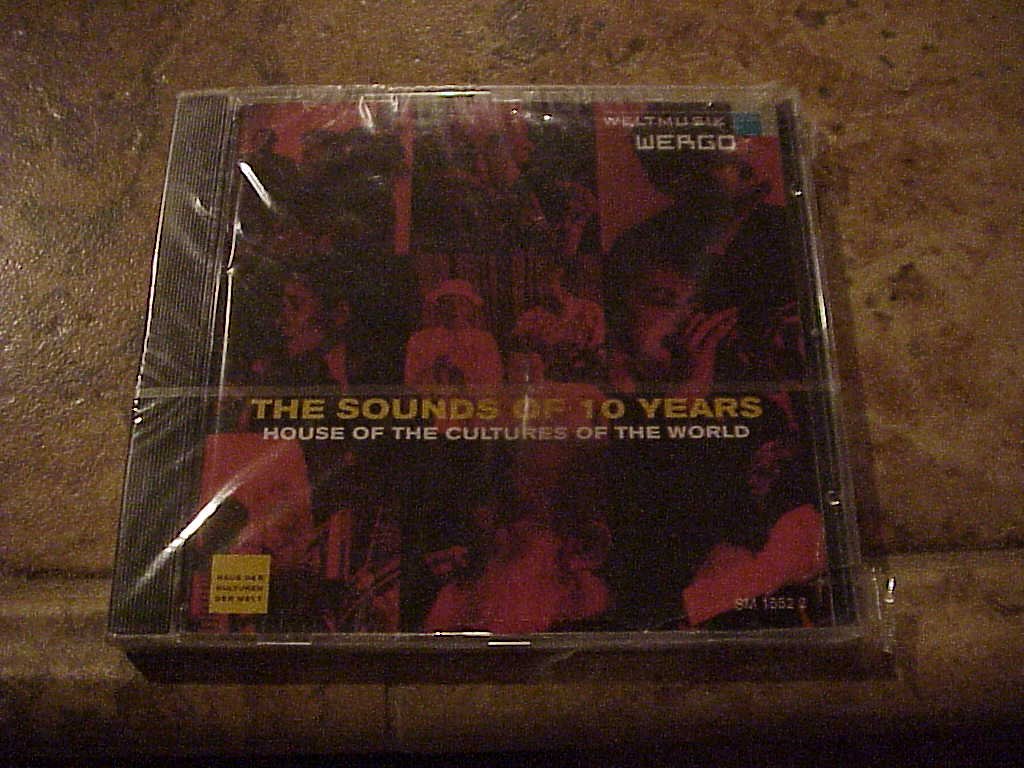 WELTMUSIK
WERGO
THE SOUNDS OF 10 YEARS
HOUSE OF THE CULTURES OF THE WORLD
HAUS DER
KULTUREN
DER WELT
SM 1552 2